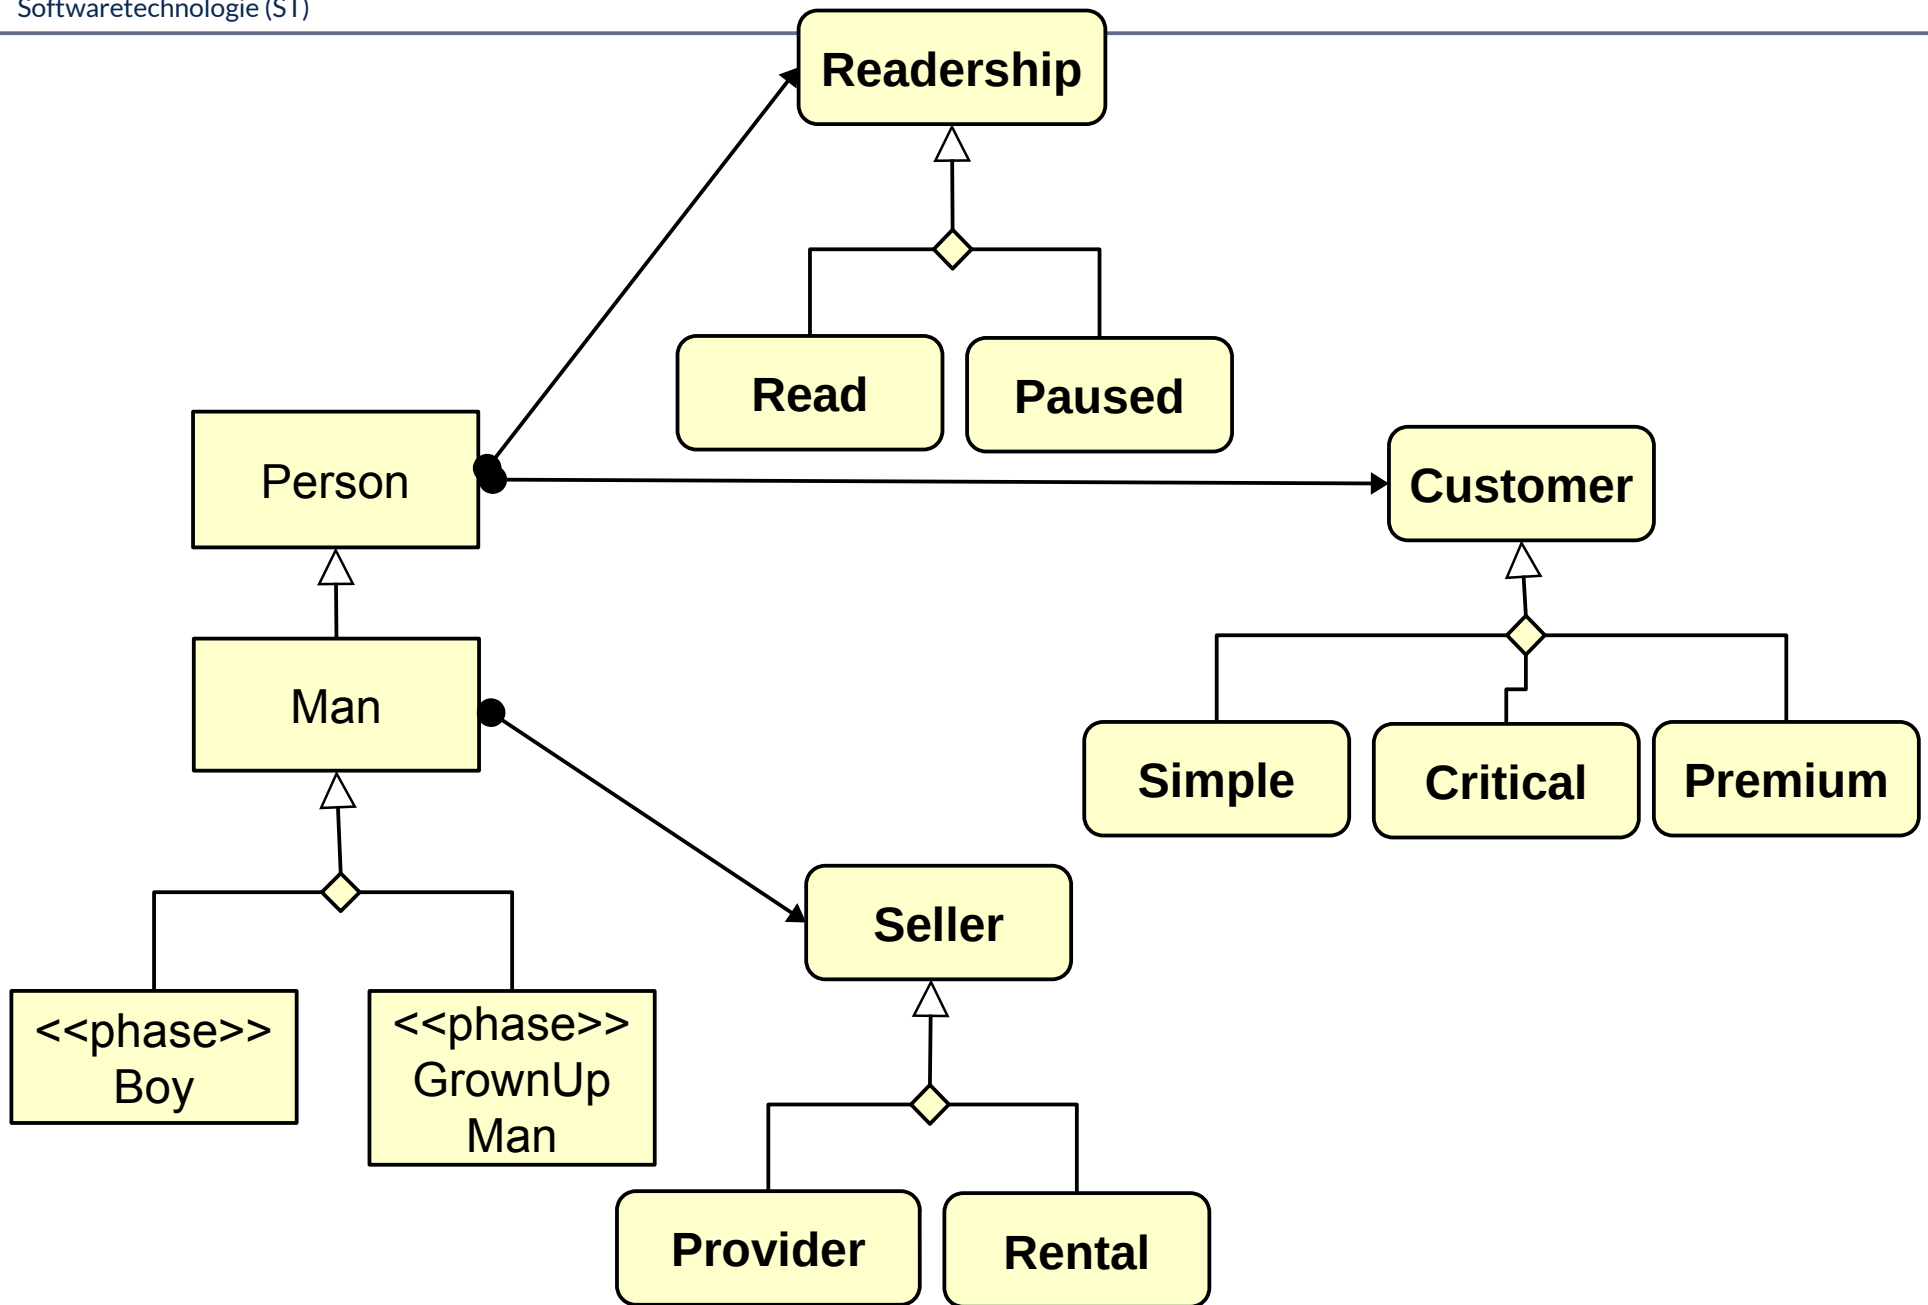 Softwaretechnologie (ST)
Readership
Read
Paused
Person
Customer
Man
Simple
Critical
Premium
Seller
<<phase>>
Boy
<<phase>>
GrownUp
Man
Provider
Rental